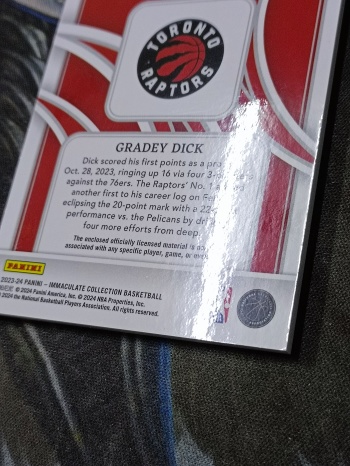 TORONTO
RAPTORS
GRADEY DICK
Dick scored his first points as a pro
Oct. 28, 2023, ringing up 16 via four 3-
against the 76ers. The Raptors' No. 1
another first to his career log on
eclipsing the 20-point mark with a 22-
performance vs. the Pelicans by
four more efforts from deep
The enclosed officially licensed material is not
associated with any specific player, game, or
PANINI
2023-24 PANINI – IMMACULATE COLLECTION BASKETBALL
© 2024 Panini America, Inc. © 2024 NBA Properties, Inc.
2024 the National Basketball Players Association. All rights reserved.